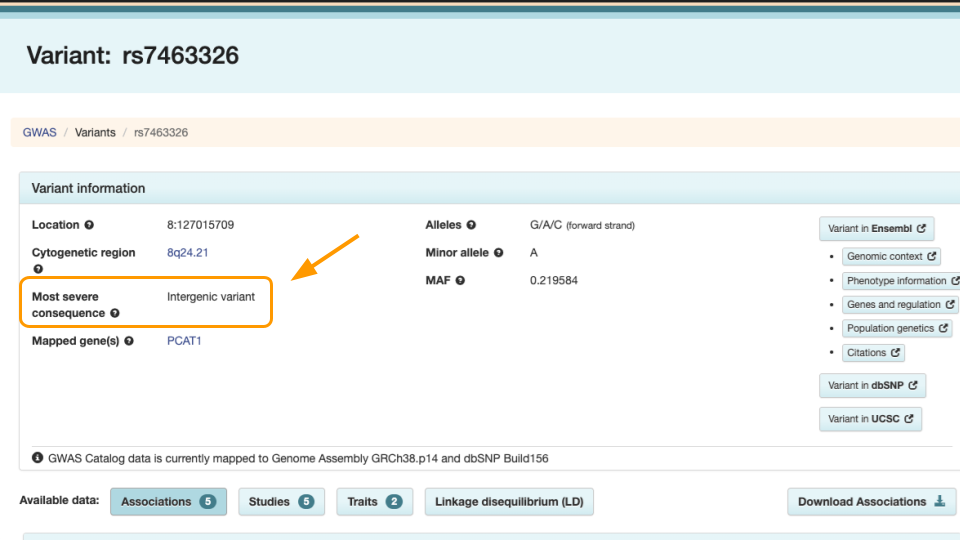 Variant: rs7463326
GWAS / Variants / rs7463326
Variant information
Location 8:127015709
Cytogenetic region 8q24.21
Most severe consequence Intergenic variant
Mapped gene(s) PCAT1
Alleles G/A/C (forward strand)
Minor allele A
MAF 0.219584
Variant in Ensembl
Genomic context
Phenotype information
Genes and regulation
Population genetics
Citations
Variant in dbSNP
Variant in UCSC
GWAS Catalog data is currently mapped to Genome Assembly GRCh38.p14 and dbSNP Build156
Available data: Associations 5 Studies 5 Traits 2 Linkage disequilibrium (LD) Download Associations